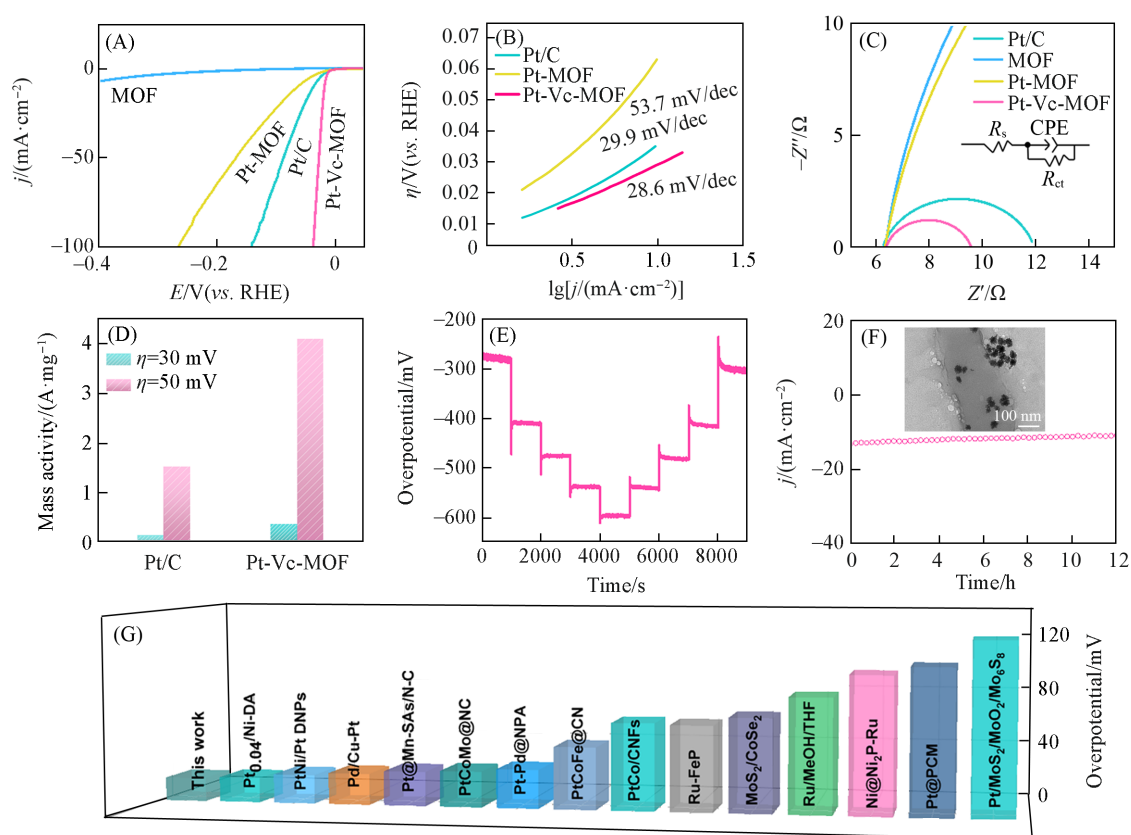 (A)
0
−50
−100
j/(mA·cm⁻²)
MOF
Pt-MOF
Pt/C
Pt-Vc-MOF
−0.4
−0.2
0
E/V(vs. RHE)
(B)
0.07
0.06
0.05
0.04
0.03
0.02
0.01
0
η/V(vs. RHE)
Pt/C
Pt-MOF
Pt-Vc-MOF
53.7 mV/dec
29.9 mV/dec
28.6 mV/dec
0.5
1.0
1.5
lg[j/(mA·cm⁻²)]
(C)
10
5
0
−Z″/Ω
Pt/C
MOF
Pt-MOF
Pt-Vc-MOF
Rs
CPE
Rct
6
8
10
12
14
Z′/Ω
(D)
4
3
2
1
0
Mass activity/(A·mg⁻¹)
η=30 mV
η=50 mV
Pt/C
Pt-Vc-MOF
(E)
−200
−300
−400
−500
−600
Overpotential/mV
0
2000
4000
6000
8000
Time/s
(F)
20
0
−20
−40
j/(mA·cm⁻²)
100 nm
0
2
4
6
8
10
12
Time/h
(G)
This work
Pt0.04/Ni-DA
PtNi/Pt DNPs
Pd/Cu-Pt
Pt@Mn-SAs/N-C
PtCoMo@NC
Pt-Pd@NPA
PtCoFe@CN
PtCo/CNFs
Ru-FeP
MoS₂/CoSe₂
Ru/MeOH/THF
Ni@Ni₂P-Ru
Pt@PCM
Pt/MoS₂/MoO₂/Mo₆S₈
120
80
40
0
Overpotential/mV